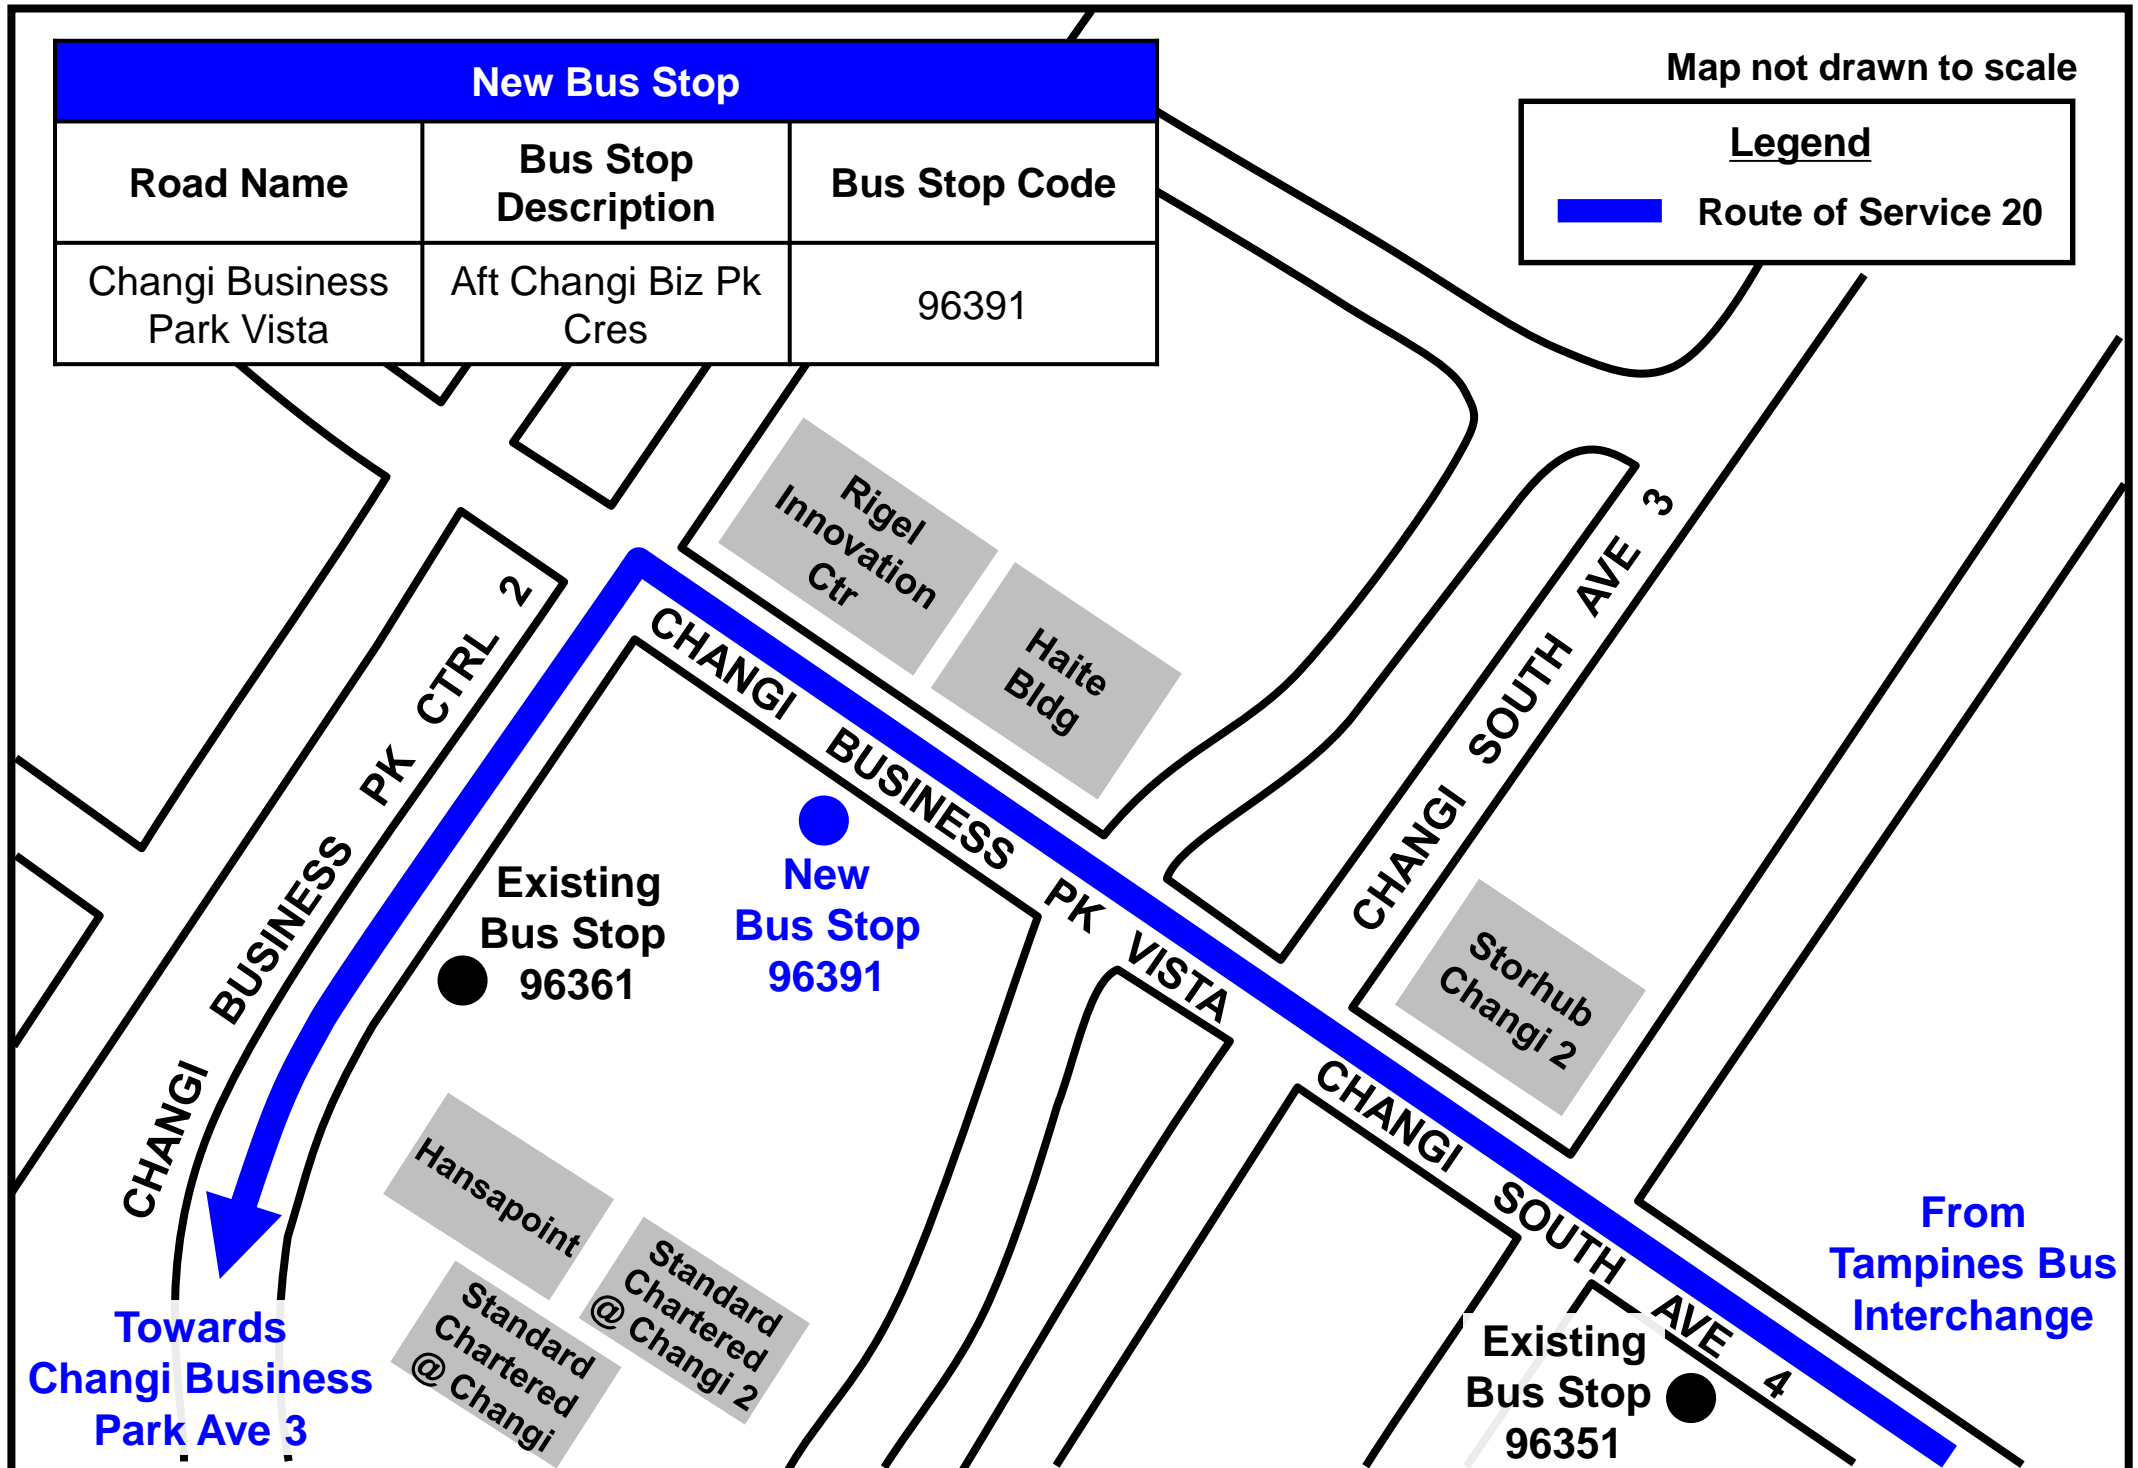 New Bus Stop
Road Name
Bus Stop
Description
Bus Stop Code
Changi Business
Park Vista
Aft Changi Biz Pk
Cres
96391
Map not drawn to scale
Legend
Route of Service 20
Rigel
Innovation
Ctr
Haite
Bldg
CHANGI SOUTH AVE 3
CHANGI BUSINESS PK CTRL 2
CHANGI BUSINESS PK VISTA
Existing
Bus Stop
96361
New
Bus Stop
96391
Storhub
Changi 2
CHANGI SOUTH AVE 4
Hansapoint
Standard
Chartered
@ Changi 2
Standard
Chartered
@ Changi
From
Tampines Bus
Interchange
Towards
Changi Business
Park Ave 3
Existing
Bus Stop
96351